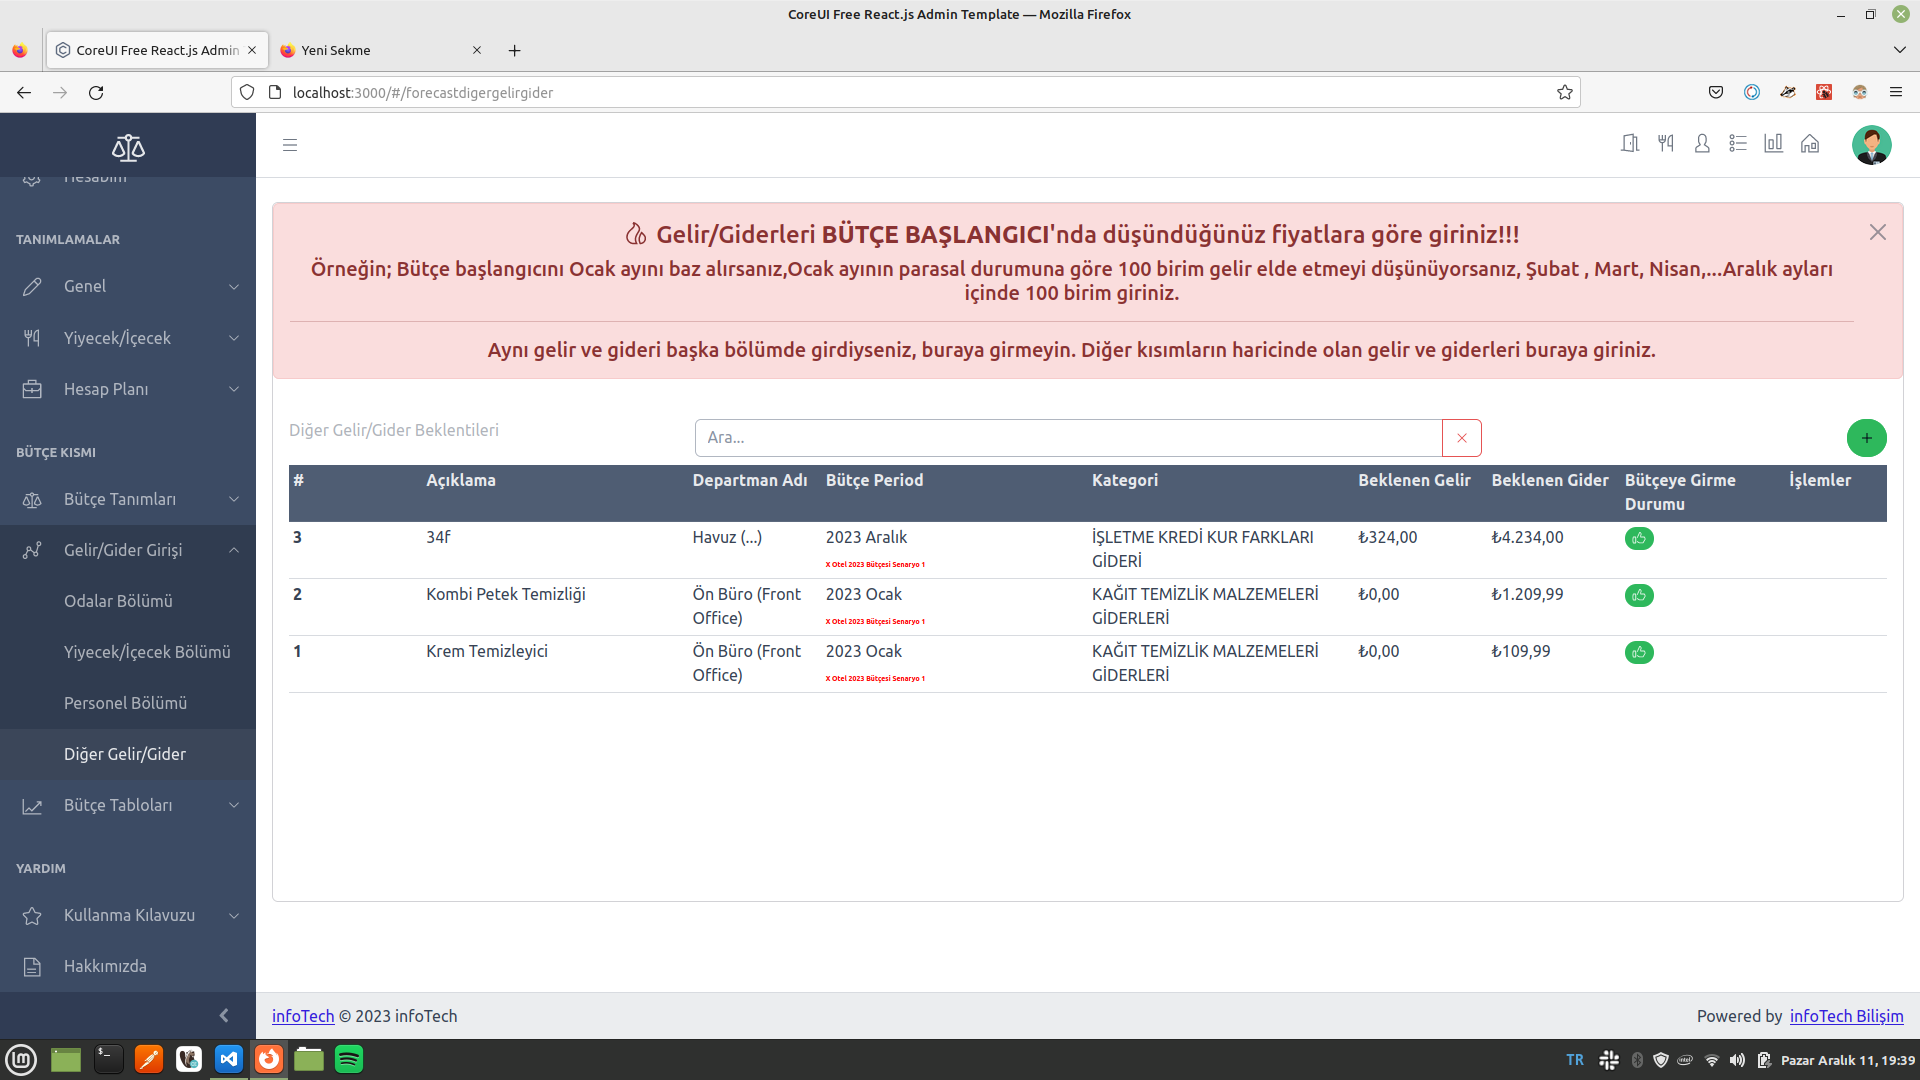 CoreUI Free React.js Admin Template — Mozilla Firefox
CoreUI Free React.js Admin
Yeni Sekme
localhost:3000/#/forecastdigergelirgider
Hesabım
TANIMLAMALAR
Genel
Yiyecek/İçecek
Hesap Planı
BÜTÇE KISMI
Bütçe Tanımları
Gelir/Gider Girişi
Odalar Bölümü
Yiyecek/İçecek Bölümü
Personel Bölümü
Diğer Gelir/Gider
Bütçe Tabloları
YARDIM
Kullanma Kılavuzu
Hakkımızda
Gelir/Giderleri BÜTÇE BAŞLANGICI'nda düşündüğünüz fiyatlara göre giriniz!!!
Örneğin; Bütçe başlangıcını Ocak ayını baz alırsanız,Ocak ayının parasal durumuna göre 100 birim gelir elde etmeyi düşünüyorsanız, Şubat , Mart, Nisan,...Aralık ayları
içinde 100 birim giriniz.
Aynı gelir ve gideri başka bölümde girdiyseniz, buraya girmeyin. Diğer kısımların haricinde olan gelir ve giderleri buraya giriniz.
Diğer Gelir/Gider Beklentileri
Ara...
# Açıklama Departman Adı Bütçe Period Kategori Beklenen Gelir Beklenen Gider Bütçeye Girme İşlemler
Durumu
3 34f Havuz (...) 2023 Aralık İŞLETME KREDİ KUR FARKLARI ₺324,00 ₺4.234,00
X Otel 2023 Bütçesi Senaryo 1 GİDERİ
2 Kombi Petek Temizliği Ön Büro (Front 2023 Ocak KAĞIT TEMİZLİK MALZEMELERİ ₺0,00 ₺1.209,99
Office) X Otel 2023 Bütçesi Senaryo 1 GİDERLERİ
1 Krem Temizleyici Ön Büro (Front 2023 Ocak KAĞIT TEMİZLİK MALZEMELERİ ₺0,00 ₺109,99
Office) X Otel 2023 Bütçesi Senaryo 1 GİDERLERİ
infoTech © 2023 infoTech
Powered by infoTech Bilişim
TR
Pazar Aralık 11, 19:39